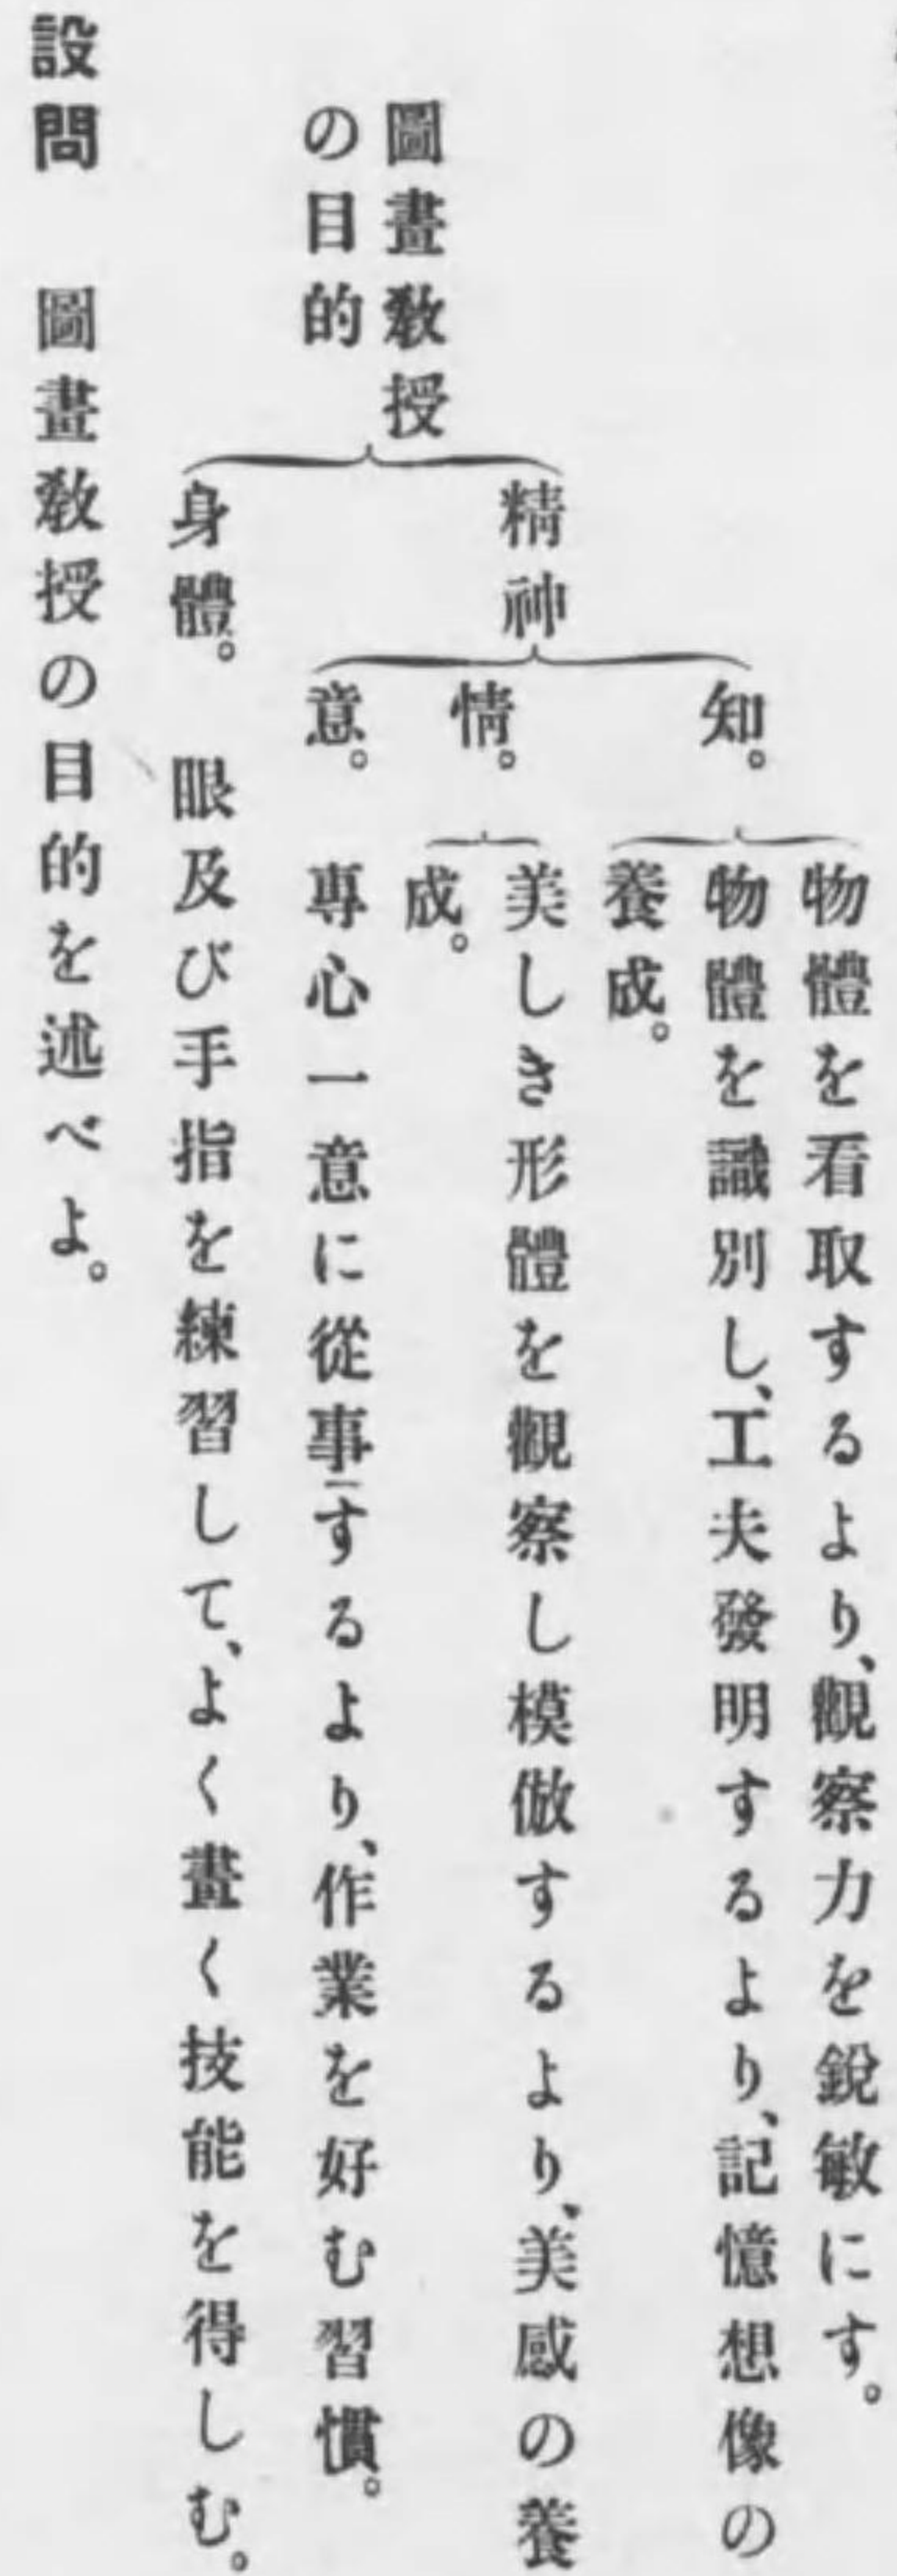 圖畫敎授
の目的
精神
知。
物體を看取するより、觀察力を銳敏にす。
物體を識別し、工夫發明するより、記憶想像の
養成。
情。
美しき形體を觀察し模倣するより、美感の養
成。
意。
專心一意に從事するより、作業を好む習慣。
身體。
眼及び手指を練習して、よく畫く技能を得しむ。
設問 圖畫敎授の目的を述べよ。